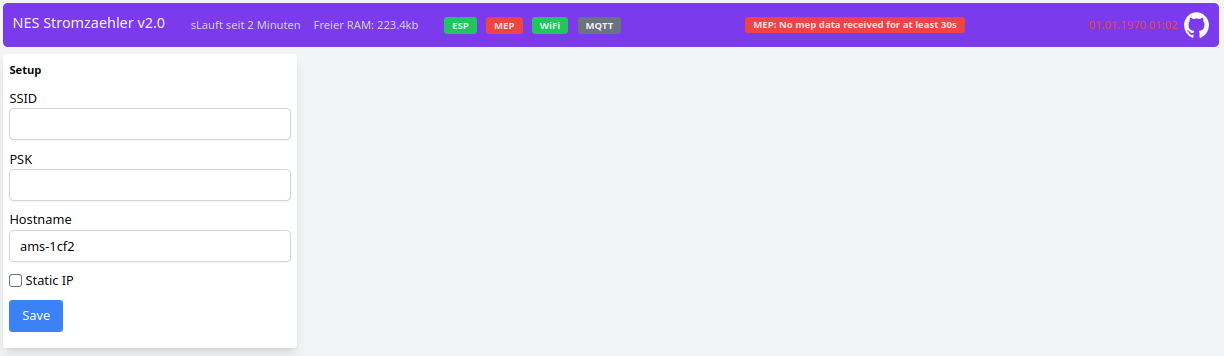 NES Stromzaehler v2.0 sLauft seit 2 Minuten Freier RAM: 223.4kb ESP MEP WiFi MQTT MEP: No mep data received for at least 30s 01.01.1970 01:02
Setup
SSID
PSK
Hostname
ams-1cf2
Static IP
Save